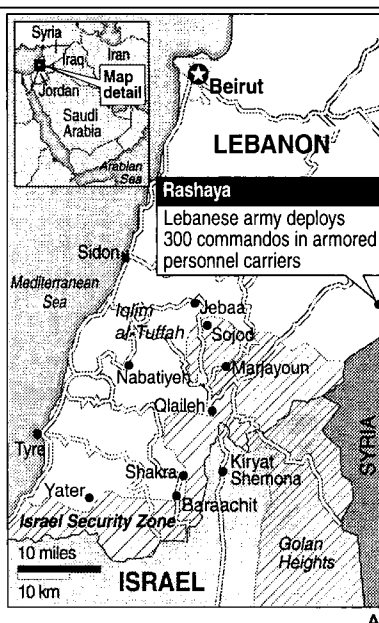 Syria
Iraq
Iran
Map
detail
Jordan
Saudi
Arabia
Arabian
Sea
Beirut
LEBANON
Rashaya
Lebanese army deploys
300 commandos in armored
personnel carriers
Sidon
Mediterranean
Sea
Iqlim
al-Tuffah
Jebaa
Sojod
Nabatiyeh
Marjayoun
Qlaileh
Tyre
SYRIA
Shakra
Kiryat
Shemona
Yater
Baraachit
Israel Security Zone
Golan
Heights
10 miles
10 km
ISRAEL
A